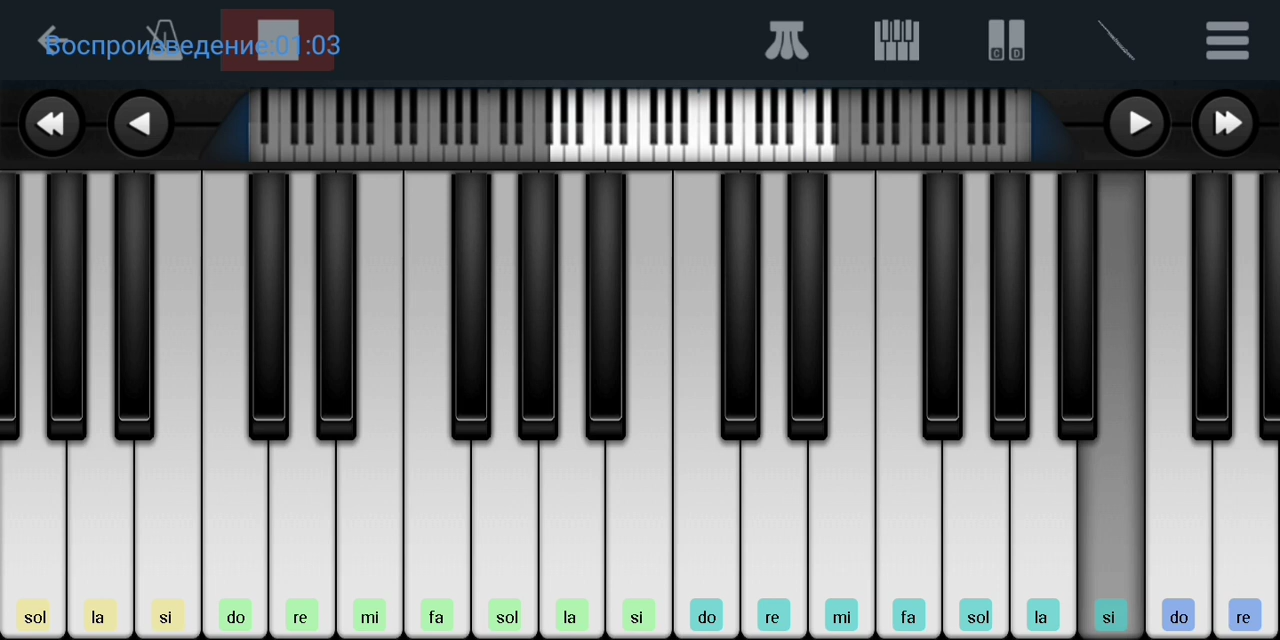 Воспроизведение:01:03
C D
sol la si do re mi fa sol la si do re mi fa sol la si do re